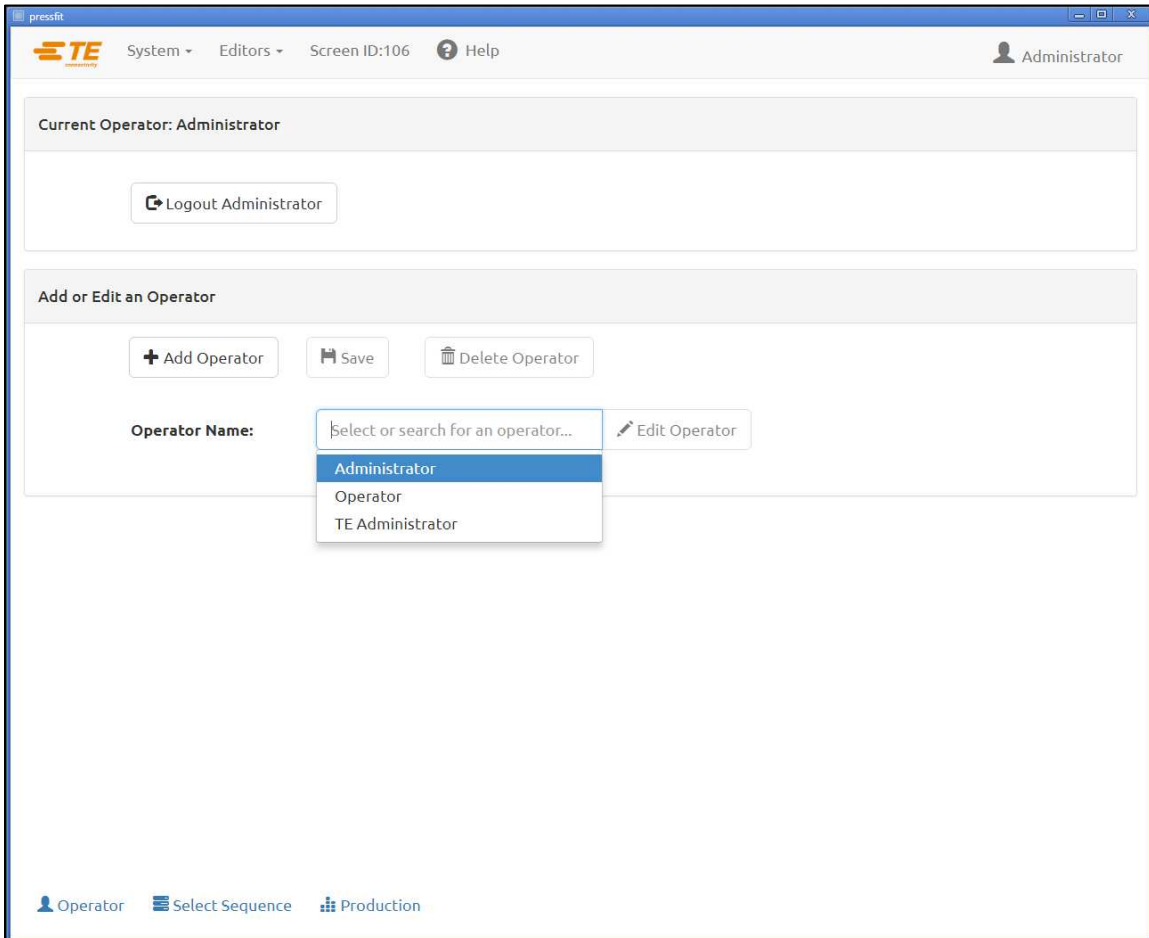 pressfit
TE connectivity System Editors Screen ID:106 Help Administrator
Current Operator: Administrator
Logout Administrator
Add or Edit an Operator
Add Operator Save Delete Operator
Operator Name: Select or search for an operator... Edit Operator
Administrator
Operator
TE Administrator
Operator Select Sequence Production